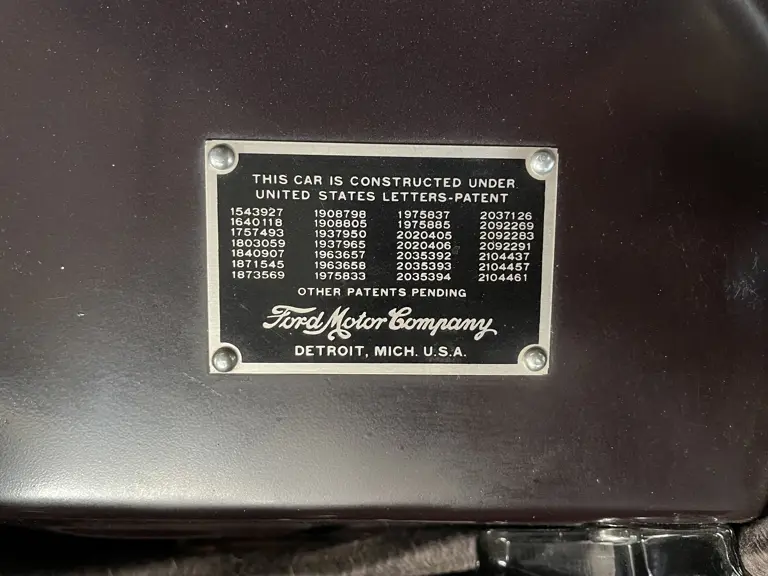 THIS CAR IS CONSTRUCTED UNDER
UNITED STATES LETTERS-PATENT
1543927 1908798 1975837 2037126
1640118 1908805 1975885 2092269
1757493 1937950 2020405 2092283
1803059 1937965 2020406 2092291
1840907 1963657 2035392 2104437
1871545 1963658 2035393 2104457
1873569 1975833 2035394 2104461
OTHER PATENTS PENDING
Ford Motor Company
DETROIT, MICH. U.S.A.